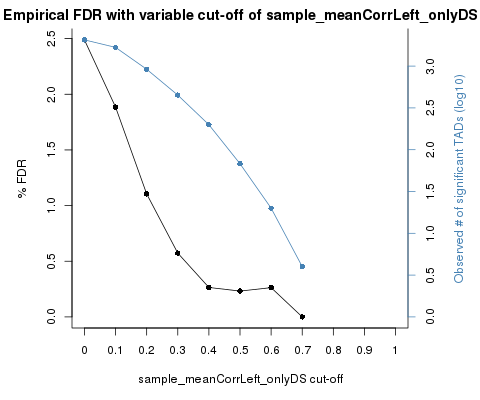 Empirical FDR with variable cut-off of sample_meanCorrLeft_onlyDS
% FDR
2.5
2.0
1.5
1.0
0.5
0.0
3.0
2.5
2.0
1.5
1.0
0.5
0.0
Observed # of significant TADs (log10)
0 0.1 0.2 0.3 0.4 0.5 0.6 0.7 0.8 0.9 1
sample_meanCorrLeft_onlyDS cut-off